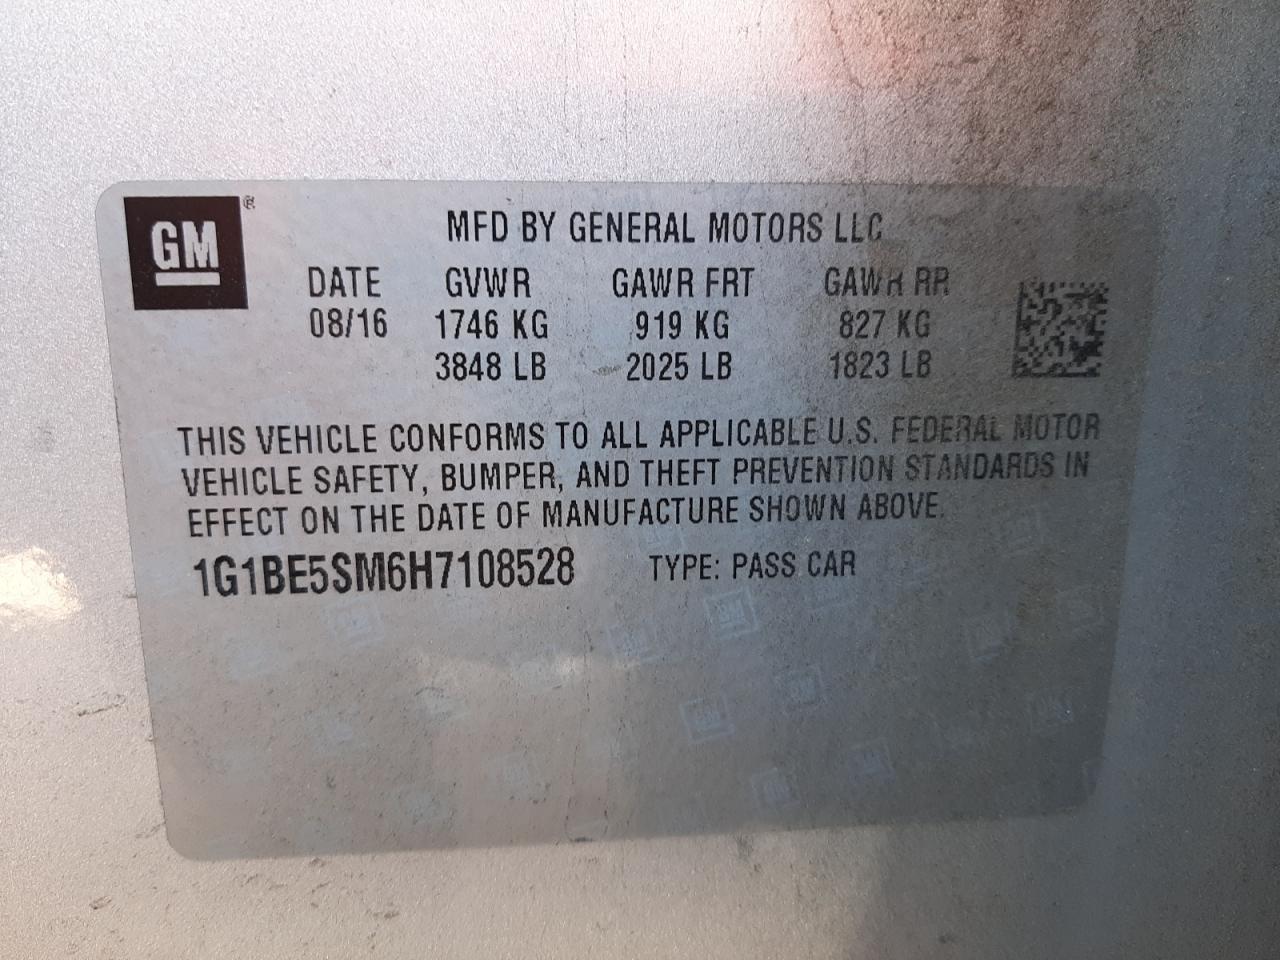 GM®
MFD BY GENERAL MOTORS LLC
DATE GVWR GAWR FRT GAWR RR
08/16 1746 KG 919 KG 827 KG
3848 LB 2025 LB 1823 LB
THIS VEHICLE CONFORMS TO ALL APPLICABLE U.S. FEDERAL MOTOR
VEHICLE SAFETY, BUMPER, AND THEFT PREVENTION STANDARDS IN
EFFECT ON THE DATE OF MANUFACTURE SHOWN ABOVE.
1G1BE5SM6H7108528 TYPE: PASS CAR